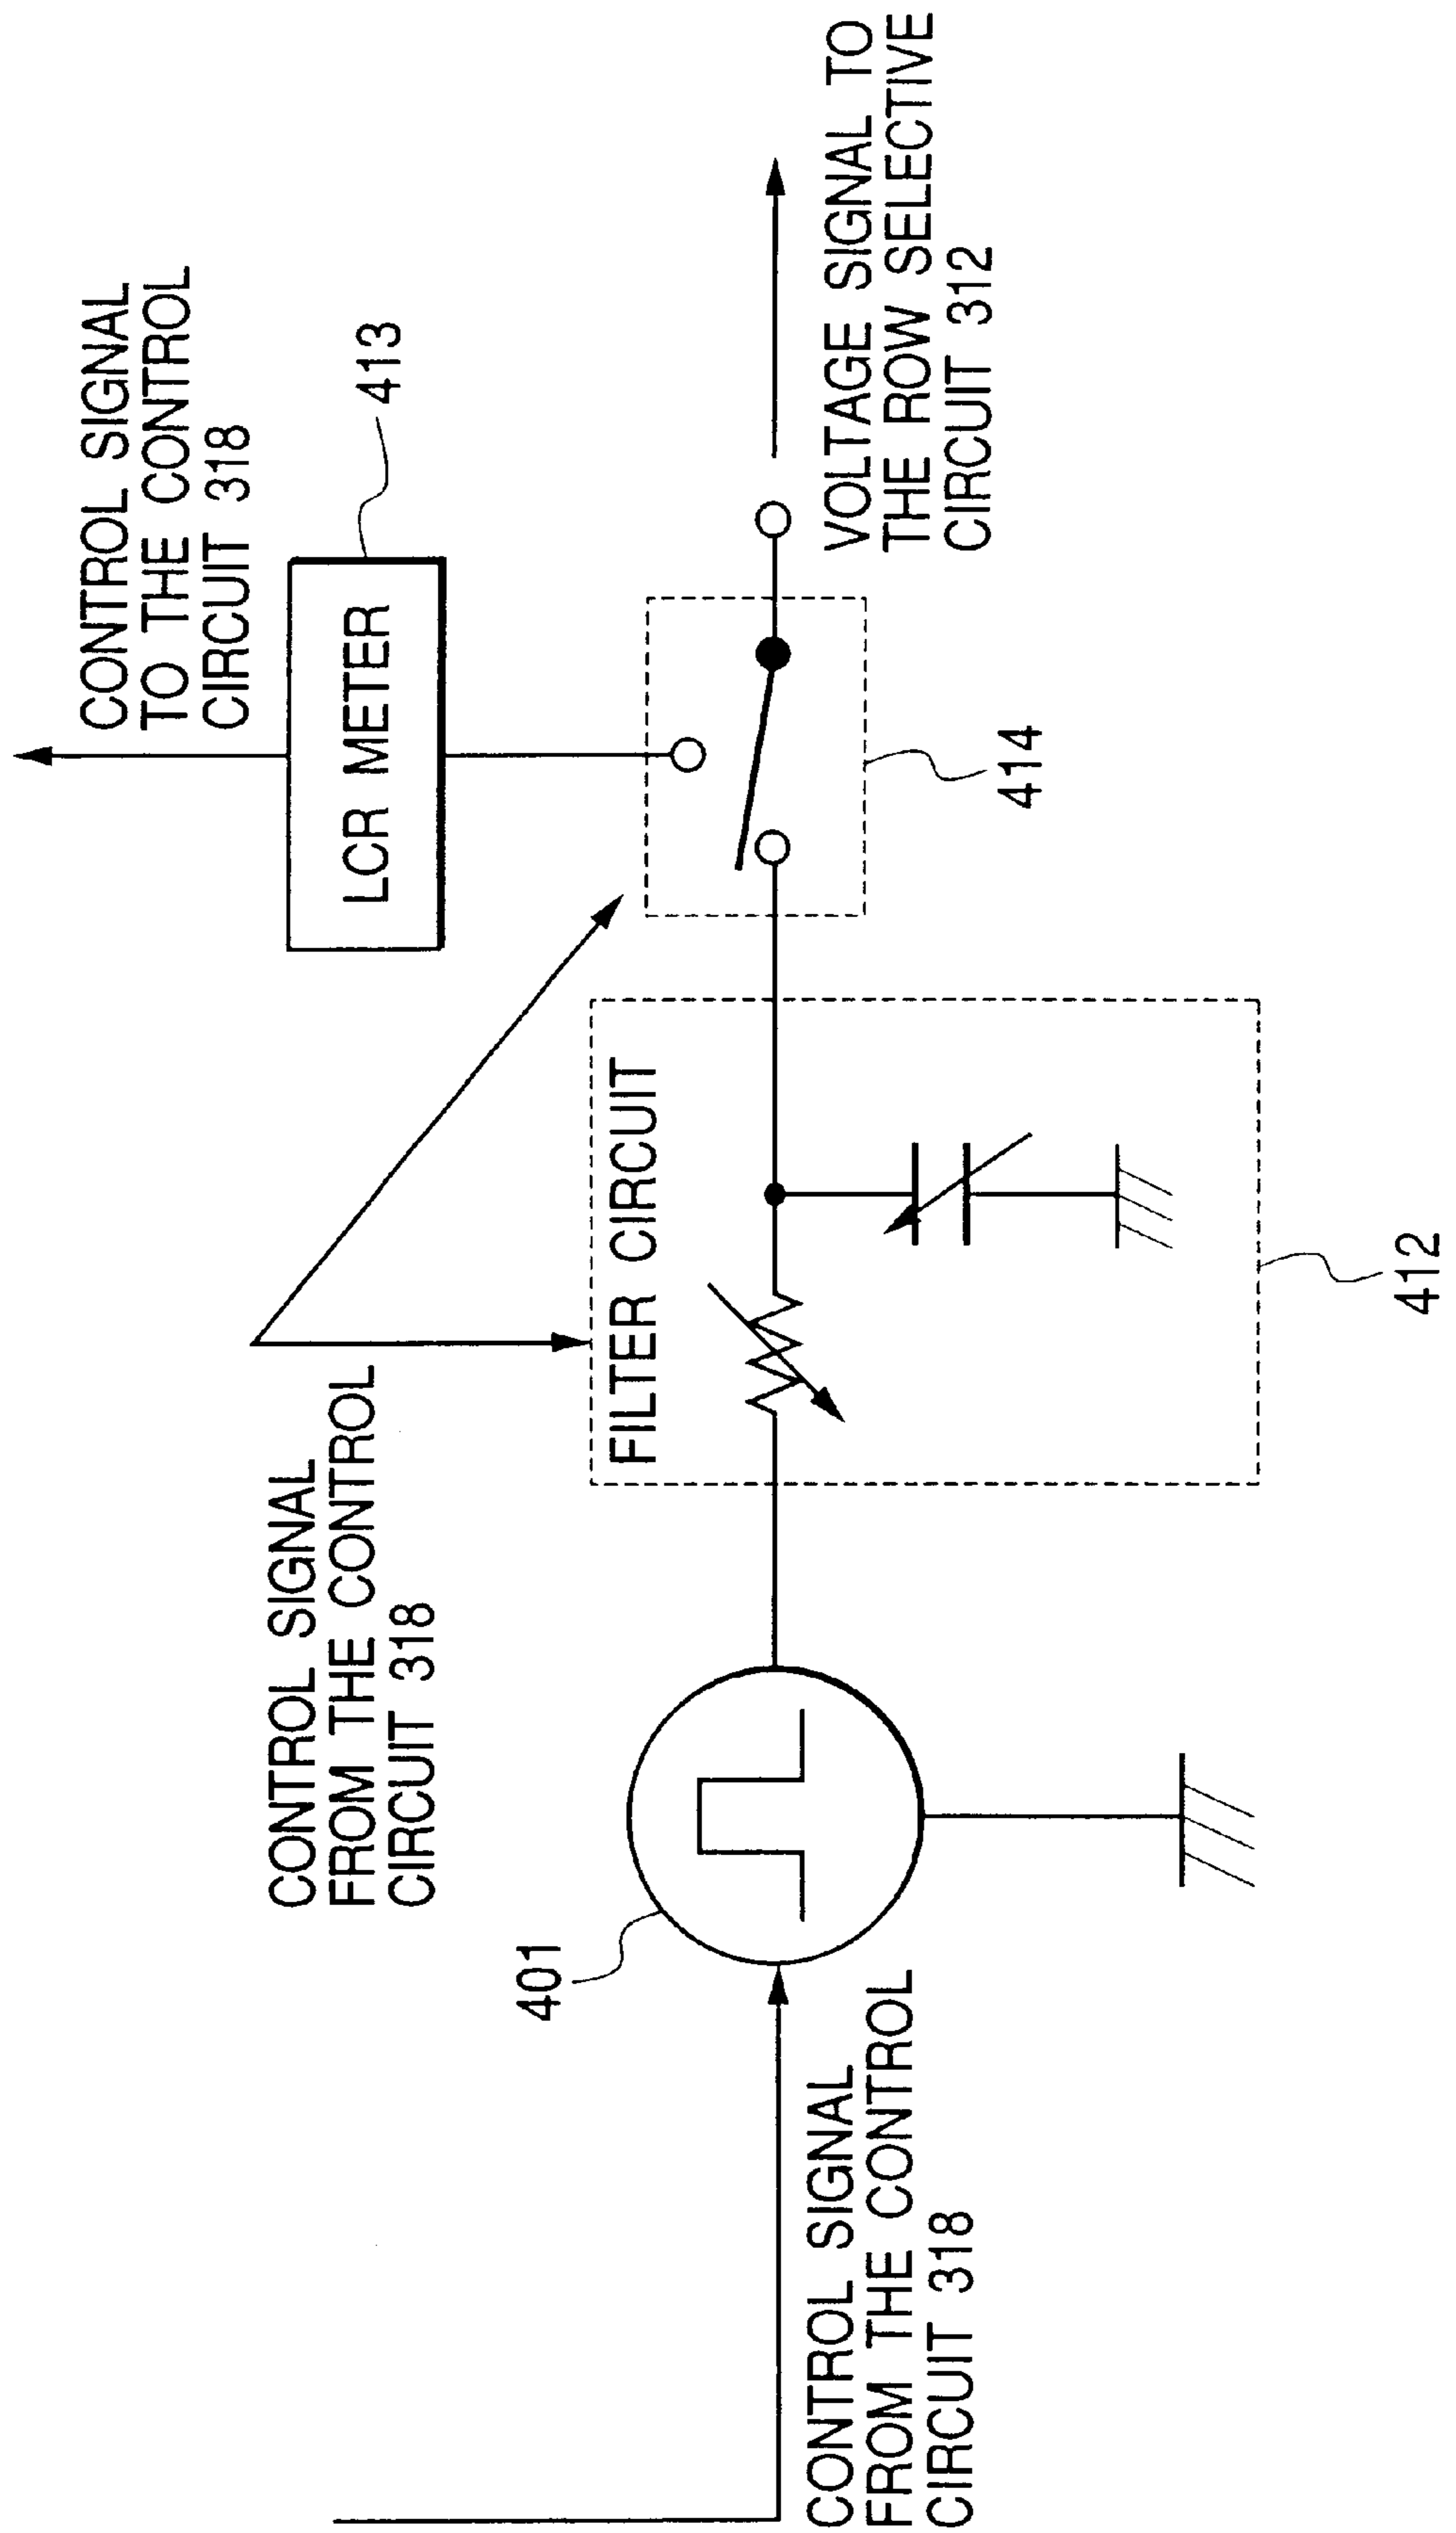 CONTROL SIGNAL
TO THE CONTROL
CIRCUIT 318
LCR METER
413
CONTROL SIGNAL
FROM THE CONTROL
CIRCUIT 318
FILTER CIRCUIT
401
VOLTAGE SIGNAL TO
THE ROW SELECTIVE
CIRCUIT 312
414
CONTROL SIGNAL
FROM THE CONTROL
CIRCUIT 318
412